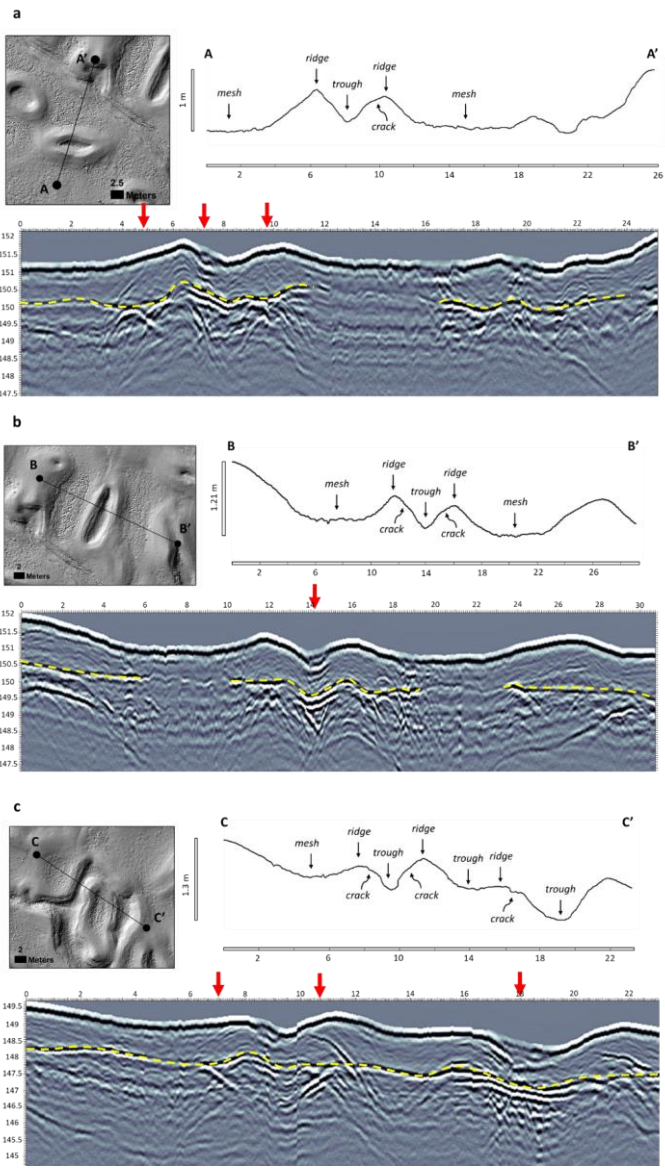 a
A'
A
2.5
Meters
A
A'
1 m
mesh
ridge
trough
ridge
crack
mesh
2 6 10 14 18 22 26
0 2 4 6 8 10 12 14 16 18 20 22 24
152
151.5
151
150.5
150
149.5
149
148.5
148
147.5
b
B
B'
2
Meters
B
B'
1.21 m
mesh
ridge
trough
ridge
crack
crack
mesh
2 6 10 14 18 22 26
0 2 4 6 8 10 12 14 16 18 20 22 24 26 28 30
152
151.5
151
150.5
150
149.5
149
148.5
148
147.5
c
C
C'
2
Meters
C
C'
1.3 m
mesh
ridge
trough
ridge
trough
ridge
trough
crack
crack
crack
2 6 10 14 18 22
0 2 4 6 8 10 12 14 16 18 20 22
149.5
149
148.5
148
147.5
147
146.5
146
145.5
145